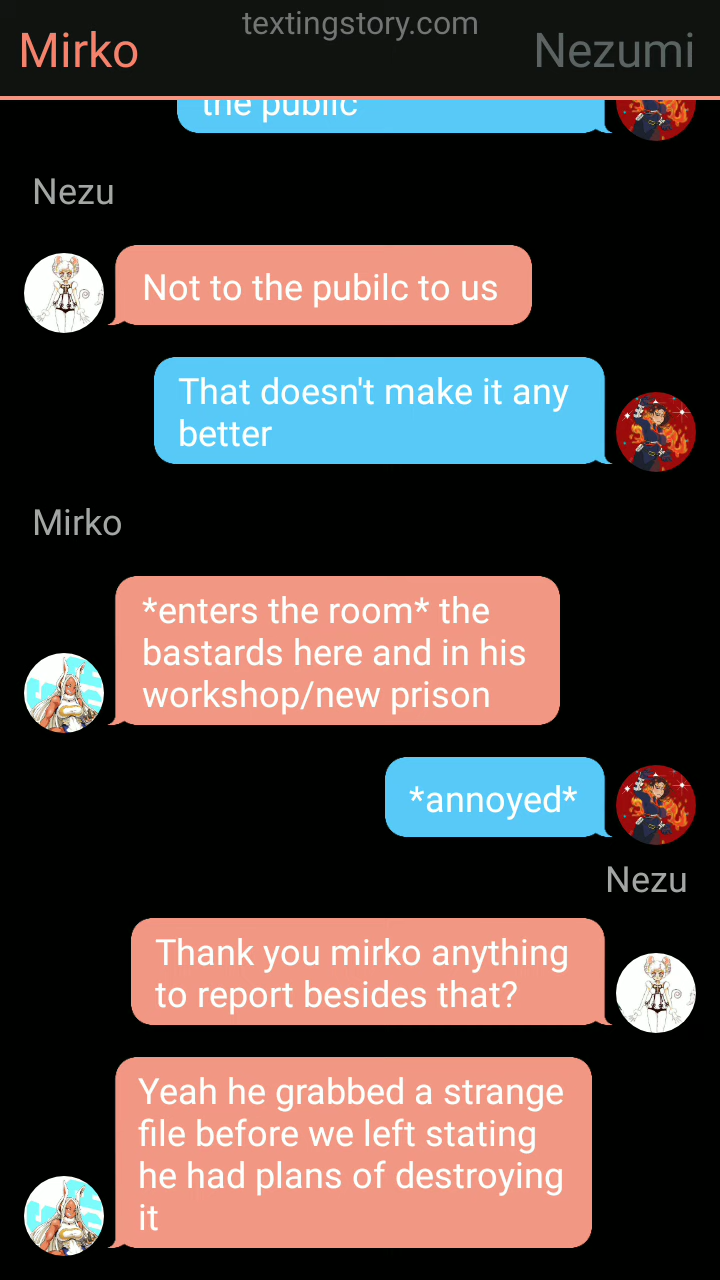 textingstory.com
Mirko
Nezumi
the public
Nezu
Not to the pubilc to us
That doesn't make it any
better
Mirko
*enters the room* the
bastards here and in his
workshop/new prison
*annoyed*
Nezu
Thank you mirko anything
to report besides that?
Yeah he grabbed a strange
file before we left stating
he had plans of destroying
it